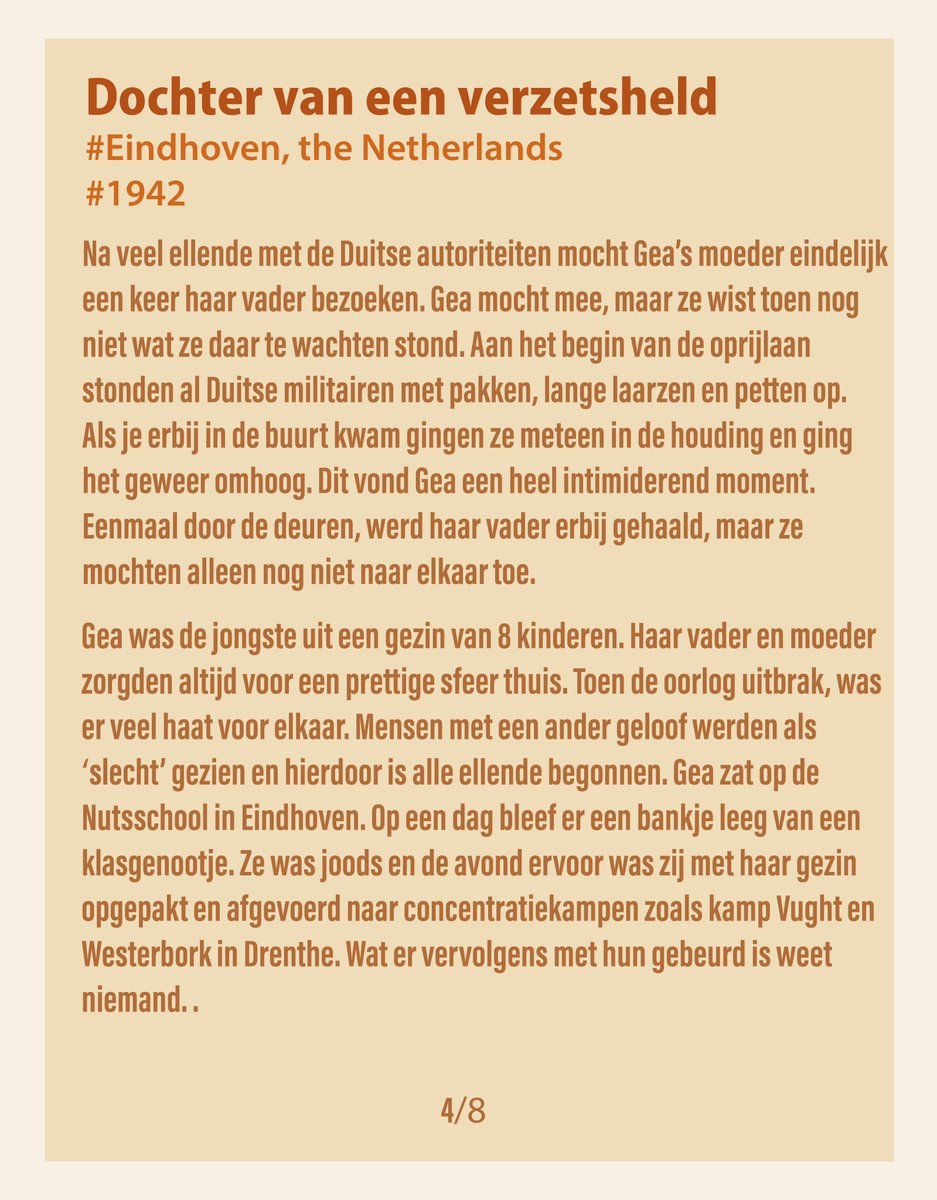 Dochter van een verzetsheld
#Eindhoven, the Netherlands
#1942
Na veel ellende met de Duitse autoriteiten mocht Gea’s moeder eindelijk
een keer haar vader bezoeken. Gea mocht mee, maar ze wist toen nog
niet wat ze daar te wachten stond. Aan het begin van de oprijlaan
stonden al Duitse militairen met pakken, lange laarzen en petten op.
Als je erbij in de buurt kwam gingen ze meteen in de houding en ging
het geweer omhoog. Dit vond Gea een heel intimiderend moment.
Eenmaal door de deuren, werd haar vader erbij gehaald, maar ze
mochten alleen nog niet naar elkaar toe.
Gea was de jongste uit een gezin van 8 kinderen. Haar vader en moeder
zorgden altijd voor een prettige sfeer thuis. Toen de oorlog uitbrak, was
er veel haat voor elkaar. Mensen met een ander geloof werden als
‘slecht’ gezien en hierdoor is alle ellende begonnen. Gea zat op de
Nutsschool in Eindhoven. Op een dag bleef er een bankje leeg van een
klasgenootje. Ze was joods en de avond ervoor was zij met haar gezin
opgepakt en afgevoerd naar concentratiekampen zoals kamp Vught en
Westerbork in Drenthe. Wat er vervolgens met hun gebeurd is weet
niemand. .
4/8